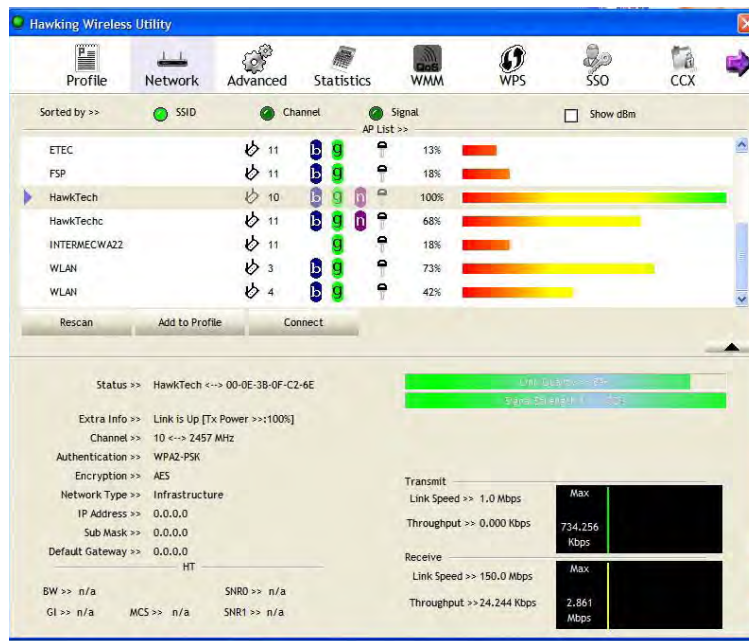 Hawking Wireless Utility
Profile Network Advanced Statistics QoS WMM WPS SSO CCX
Sorted by >> SSID Channel Signal Show dBm
AP List >>
ETEC 11 b g 13%
FSP 11 b g 18%
HawkTech 10 b g n 100%
HawkTechc 11 b g n 68%
INTERMECWA22 11 g 18%
WLAN 3 b g 73%
WLAN 4 b g 42%
Rescan Add to Profile Connect
Status >> HawkTech <--> 00-0E-3B-0F-C2-6E
Extra Info >> Link is Up [Tx Power >>:100%]
Channel >> 10 <--> 2457 MHz
Authentication >> WPA2-PSK
Encryption >> AES
Network Type >> Infrastructure
IP Address >> 0.0.0.0
Sub Mask >> 0.0.0.0
Default Gateway >> 0.0.0.0
HT
BW >> n/a SNR0 >> n/a
GI >> n/a MCS >> n/a SNR1 >> n/a
Transmit
Link Speed >> 1.0 Mbps
Throughput >> 0.000 Kbps
Max
734.256
Kbps
Receive
Link Speed >> 150.0 Mbps
Throughput >> 24.244 Kbps
Max
2.861
Mbps